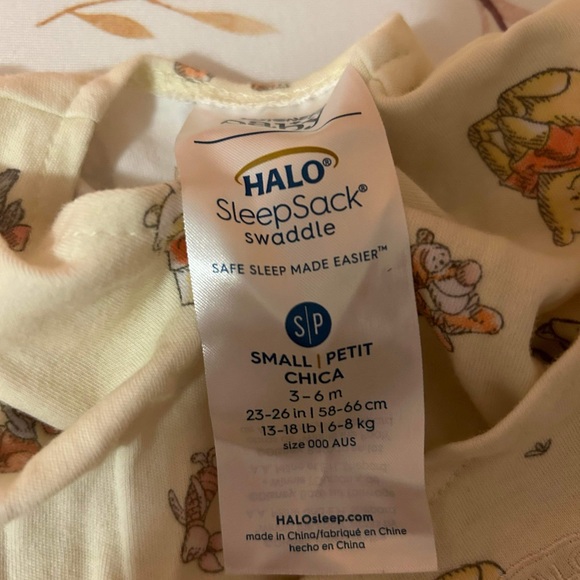 HALO®
SleepSack®
swaddle
SAFE SLEEP MADE EASIER™
S|P
SMALL | PETIT
CHICA
3 – 6 m
23-26 in | 58-66 cm
13-18 lb | 6-8 kg
size 000 AUS
HALOsleep.com
made in China/fabriqué en Chine
hecho en China